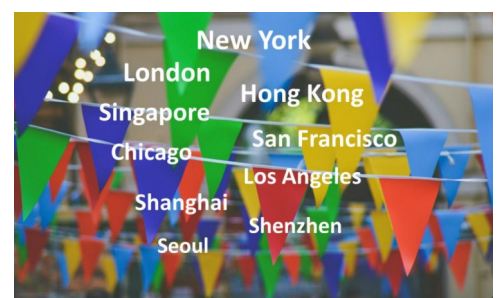 New York
London
Hong Kong
Singapore
San Francisco
Chicago
Los Angeles
Shanghai
Shenzhen
Seoul